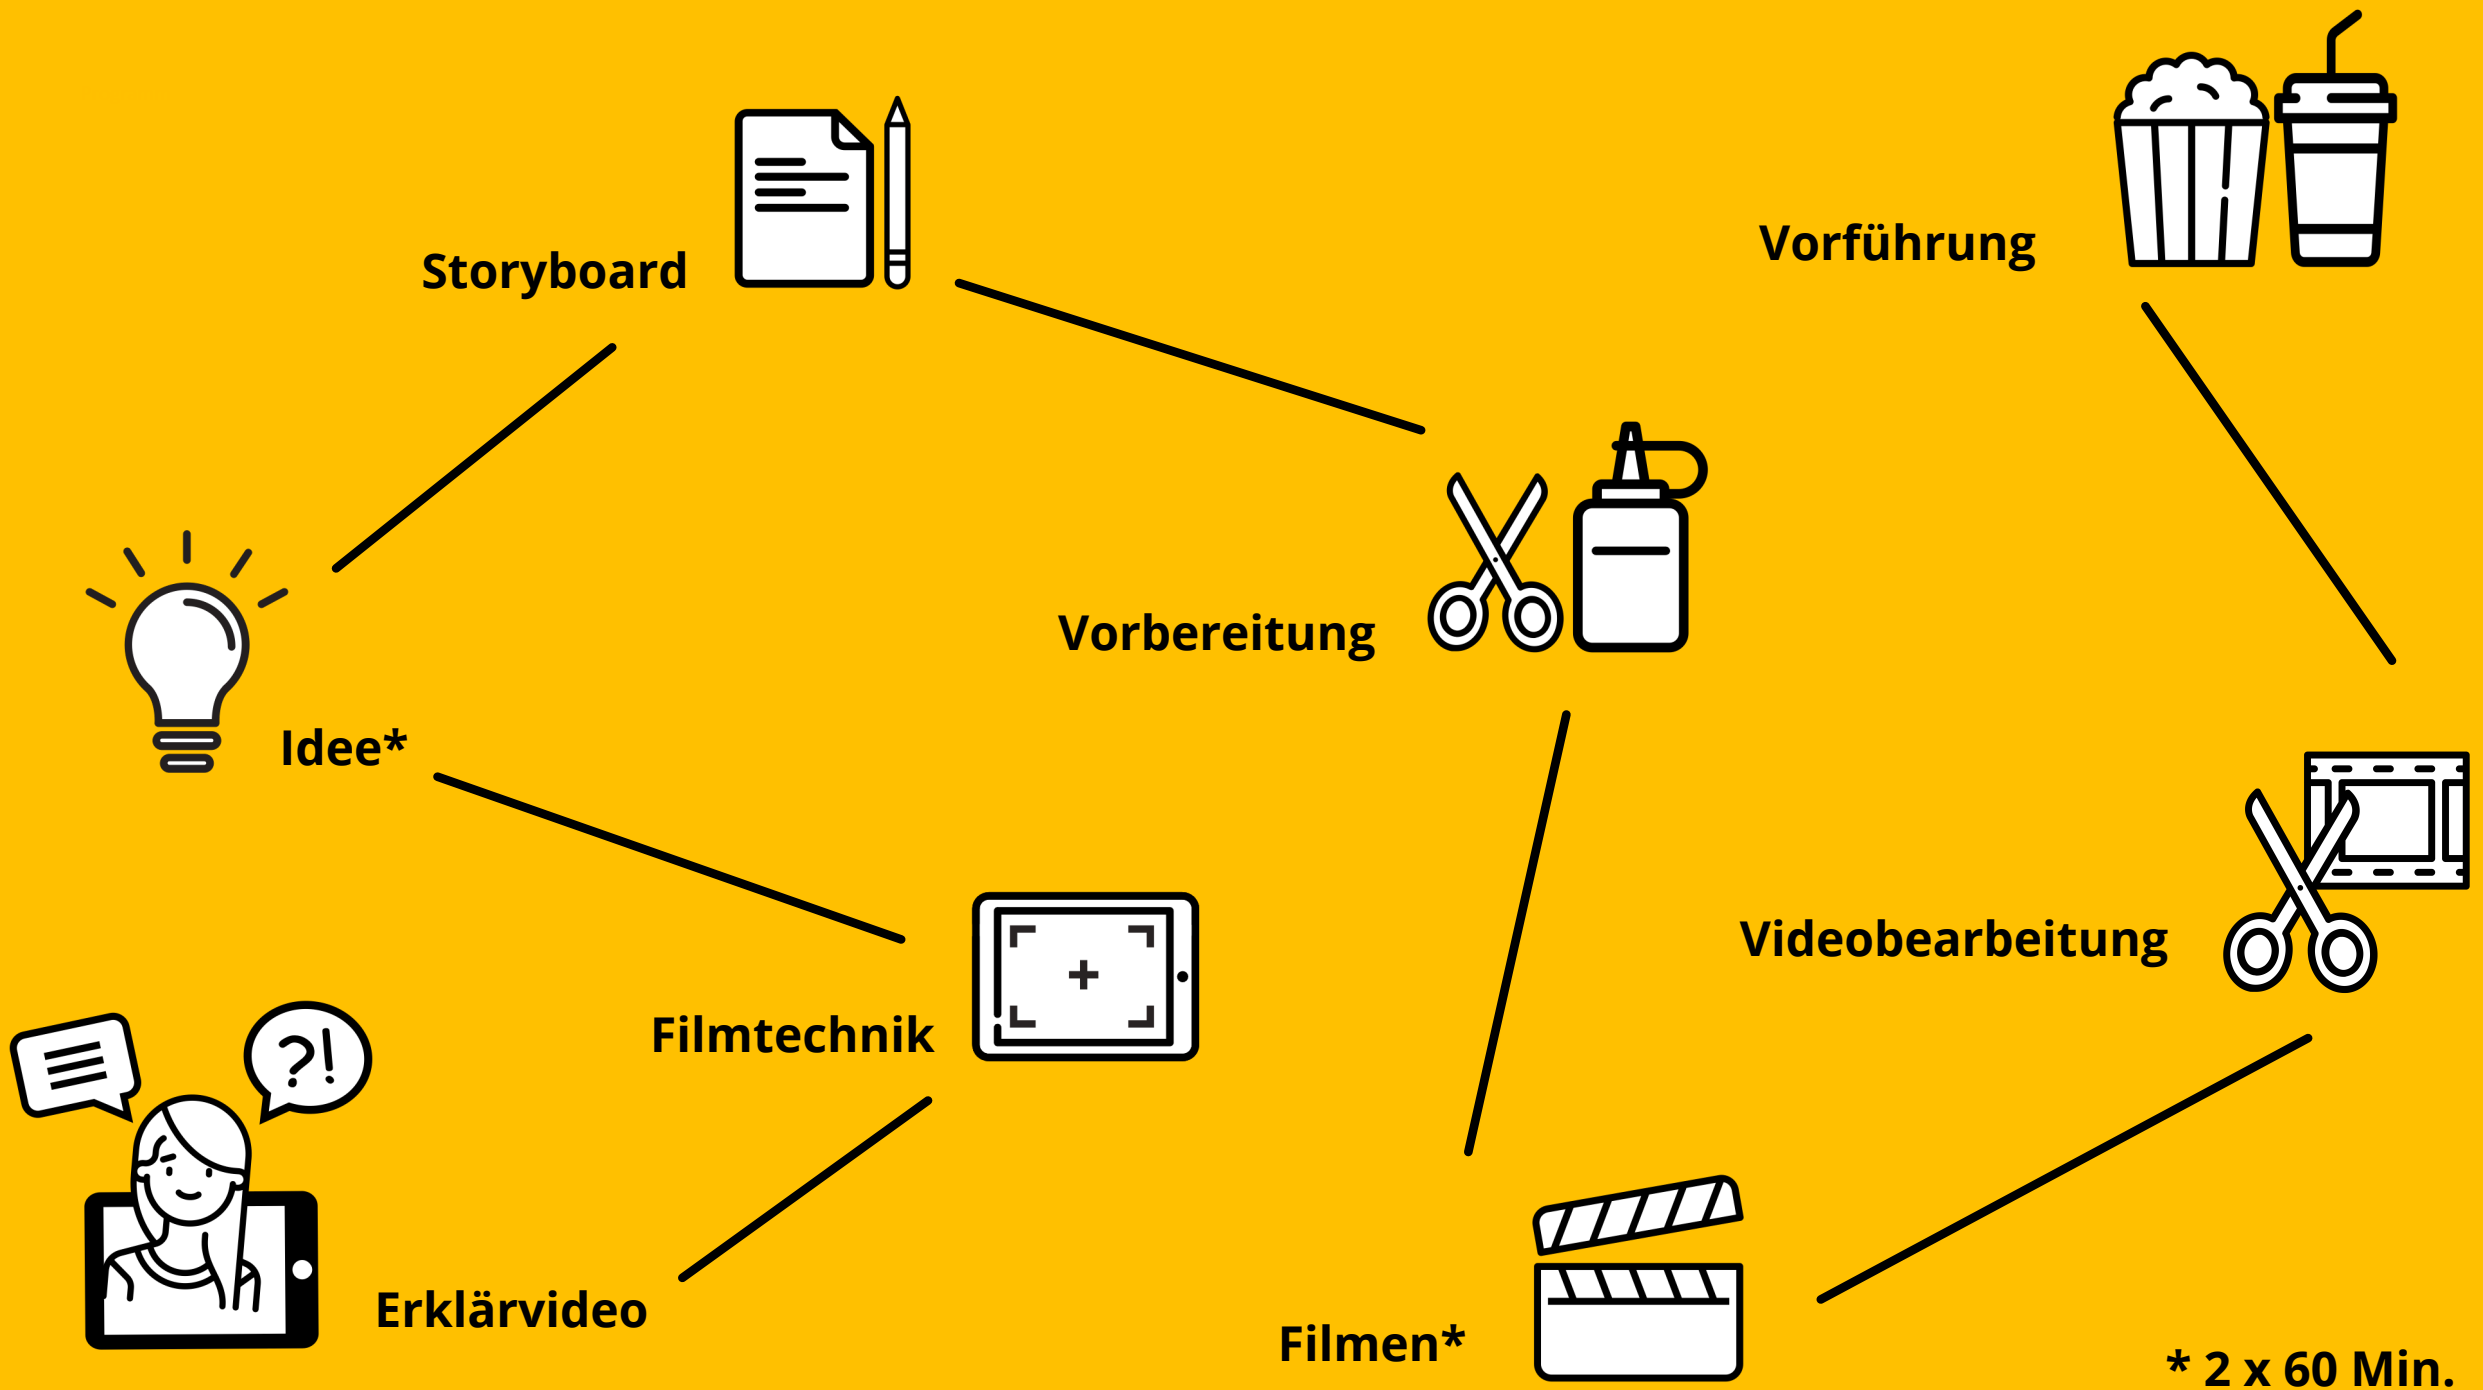 Storyboard
Vorführung
Vorbereitung
Idee*
Videobearbeitung
Filmtechnik
?!
Erklärvideo
Filmen*
* 2 x 60 Min.